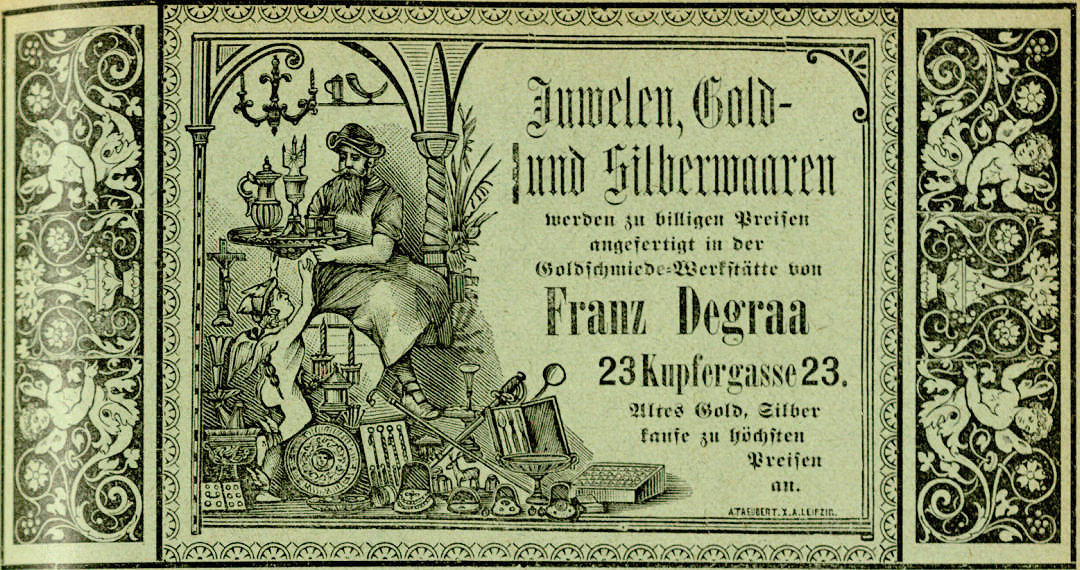 Juwelen, Gold-
und Silberwaaren
werden zu billigen Preisen
angefertigt in der
Goldschmiede-Werkstätte von
Franz Degraa
23 Kupfergasse 23.
Altes Gold, Silber
kaufe zu höchsten
Preisen
an.
A.TAEUBERT. X.A. LEIPZIG.